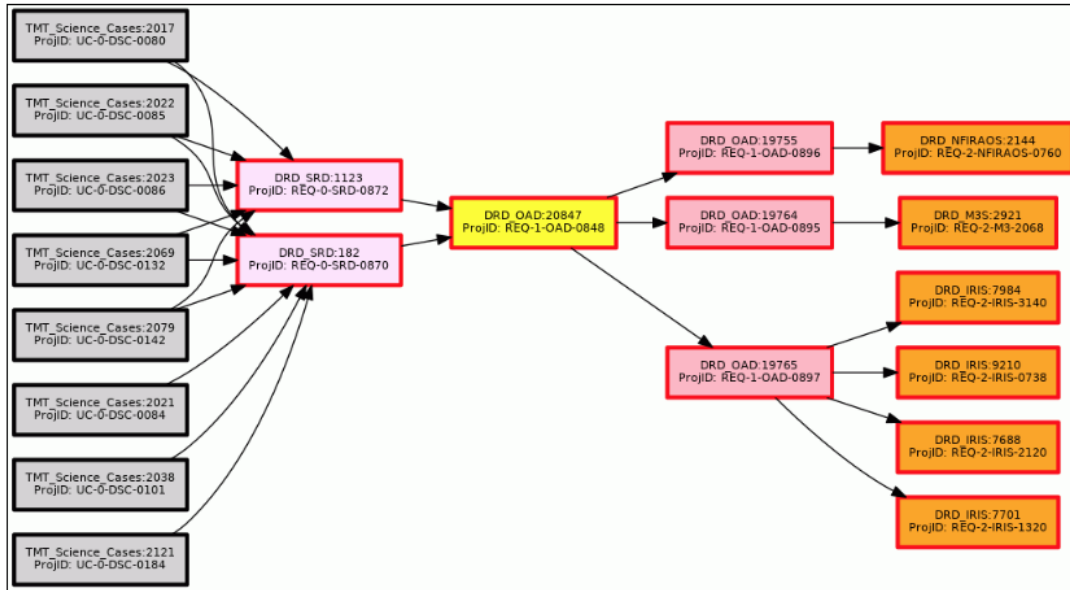 TMT_Science_Cases:2017
ProjID: UC-0-DSC-0080
TMT_Science_Cases:2022
ProjID: UC-0-DSC-0085
TMT_Science_Cases:2023
ProjID: UC-0-DSC-0086
TMT_Science_Cases:2069
ProjID: UC-0-DSC-0132
TMT_Science_Cases:2079
ProjID: UC-0-DSC-0142
TMT_Science_Cases:2021
ProjID: UC-0-DSC-0084
TMT_Science_Cases:2038
ProjID: UC-0-DSC-0101
TMT_Science_Cases:2121
ProjID: UC-0-DSC-0184
DRD_SRD:1123
ProjID: REQ-0-SRD-0872
DRD_SRD:182
ProjID: REQ-0-SRD-0870
DRD_OAD:20847
ProjID: REQ-1-OAD-0848
DRD_OAD:19755
ProjID: REQ-1-OAD-0896
DRD_OAD:19764
ProjID: REQ-1-OAD-0895
DRD_OAD:19765
ProjID: REQ-1-OAD-0897
DRD_NFIRAOS:2144
ProjID: REQ-2-NFIRAOS-0760
DRD_M3S:2921
ProjID: REQ-2-M3-2068
DRD_IRIS:7984
ProjID: REQ-2-IRIS-3140
DRD_IRIS:9210
ProjID: REQ-2-IRIS-0738
DRD_IRIS:7688
ProjID: REQ-2-IRIS-2120
DRD_IRIS:7701
ProjID: REQ-2-IRIS-1320